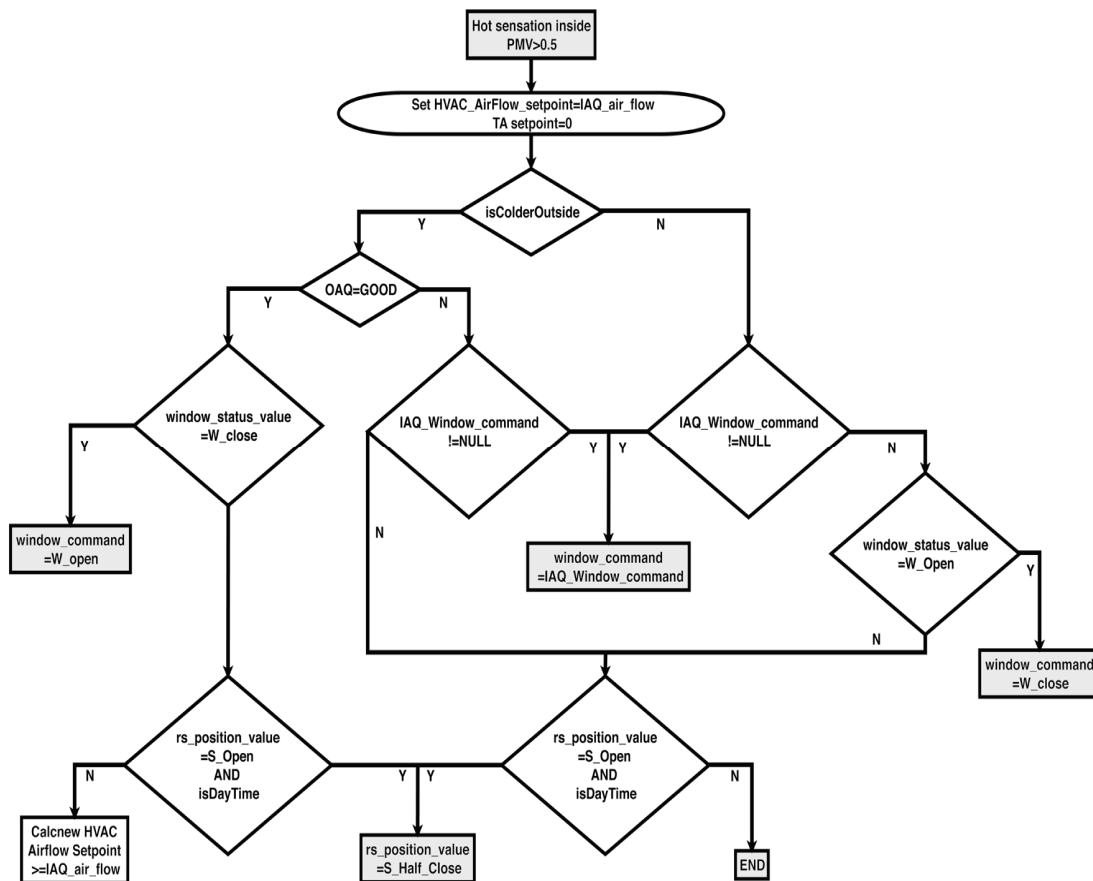 Hot sensation inside
PMV>0.5
Set HVAC_AirFlow_setpoint=IAQ_air_flow
TA setpoint=0
isColderOutside
Y
N
OAQ=GOOD
Y
N
window_status_value
=W_close
IAQ_Window_command
!=NULL
IAQ_Window_command
!=NULL
Y
Y
Y
N
window_command
=W_open
N
window_command
=IAQ_Window_command
window_status_value
=W_Open
Y
N
window_command
=W_close
rs_position_value
=S_Open
AND
isDayTime
rs_position_value
=S_Open
AND
isDayTime
N
Y
Y
N
Calcnew HVAC
Airflow Setpoint
>=IAQ_air_flow
rs_position_value
=S_Half_Close
END